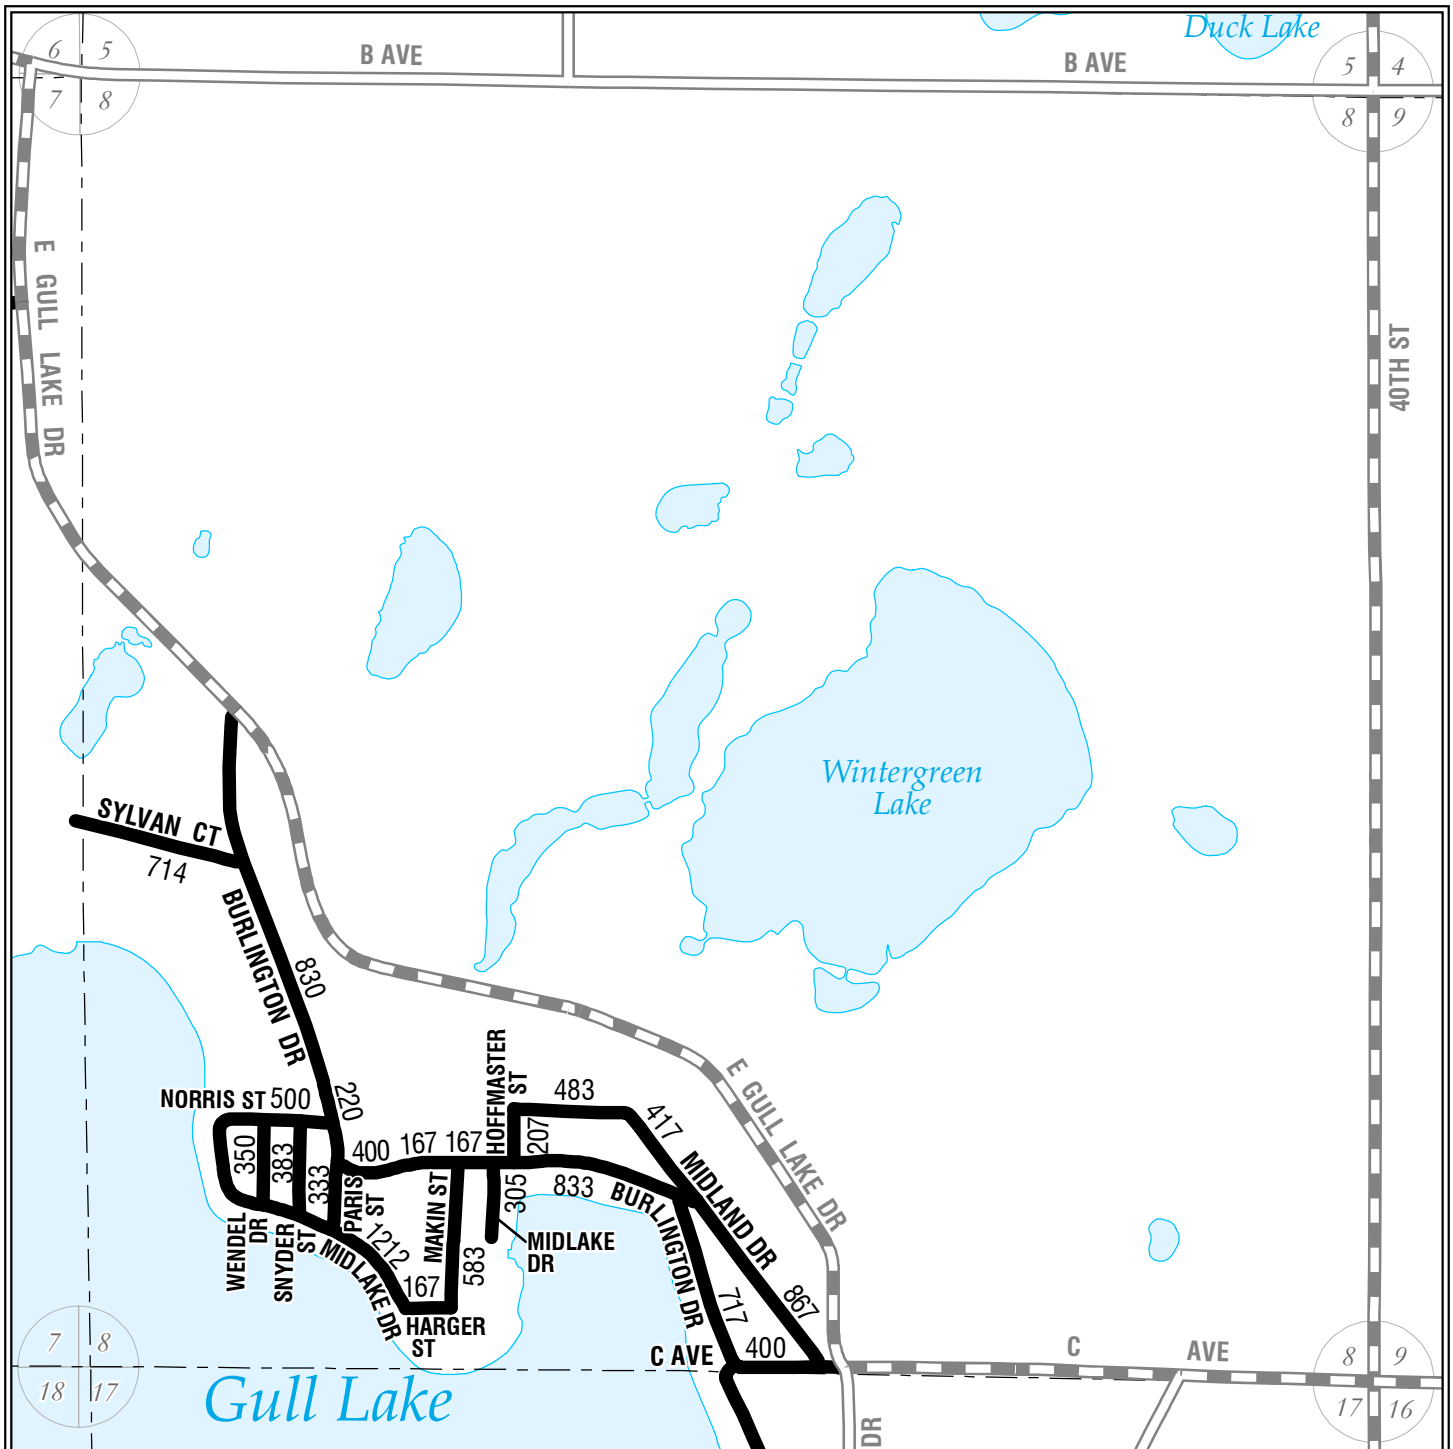 Duck Lake
6 5
7 8
B AVE
B AVE
5 4
8 9
E GULL LAKE DR
40TH ST
Wintergreen
Lake
SYLVAN CT
714
BURLINGTON DR
830
220
NORRIS ST 500
HOFFMASTER
ST
483
417
E GULL LAKE DR
350
383
333
400
167
167
207
305
833
PARIS
ST
MAKIN ST
583
MIDLAKE
DR
BURLINGTON DR
MIDLAND DR
WENDEL
DR
SNYDER
ST
MIDLAKE DR
1212
167
HARGER
ST
717
867
C AVE
400
C AVE
7 8
18 17
8 9
17 16
Gull Lake
DR